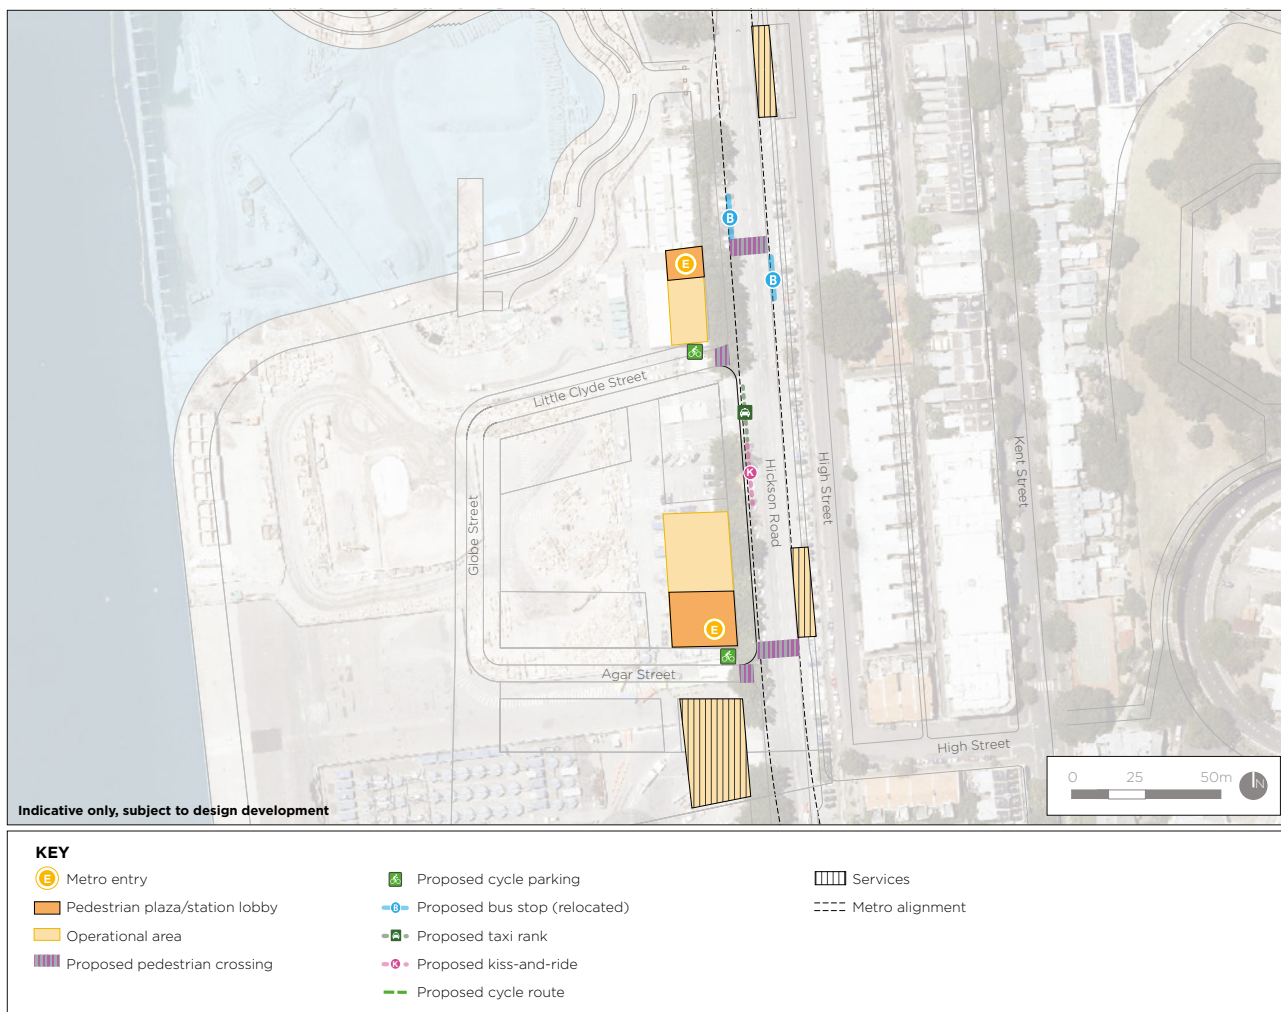 B
E
B
Little Clyde Street
K
Hickson Road
High Street
Kent Street
Globe Street
E
Agar Street
High Street
0 25 50m
N
Indicative only, subject to design development
KEY
E Metro entry
Pedestrian plaza/station lobby
Operational area
Proposed pedestrian crossing
Proposed cycle parking
B Proposed bus stop (relocated)
Proposed taxi rank
K Proposed kiss-and-ride
Proposed cycle route
Services
Metro alignment